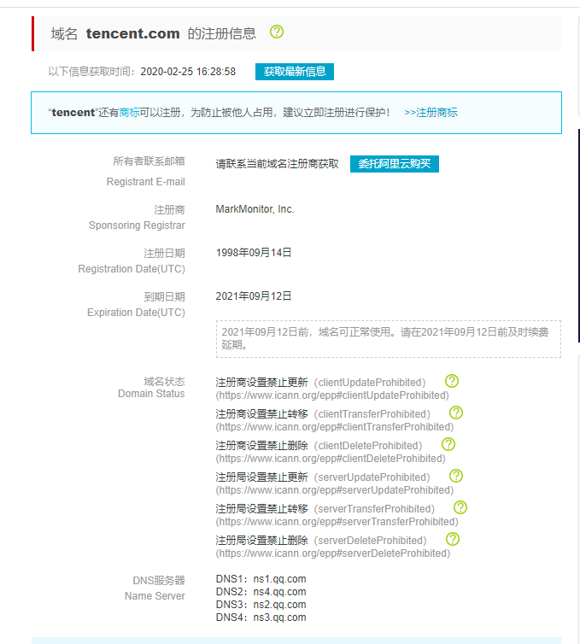 域名 tencent.com 的注册信息
以下信息获取时间：2020-02-25 16:28:58 获取最新信息
“tencent”还有商标可以注册，为防止被他人占用，建议立即注册进行保护！ >>注册商标
所有者联系邮箱 请联系当前域名注册商获取 委托阿里云购买
Registrant E-mail
注册商 MarkMonitor, Inc.
Sponsoring Registrar
注册日期 1998年09月14日
Registration Date(UTC)
到期日期 2021年09月12日
Expiration Date(UTC)
2021年09月12日前，域名可正常使用。请在2021年09月12日前及时续费
延期。
域名状态 注册商设置禁止更新（clientUpdateProhibited）
Domain Status (https://www.icann.org/epp#clientUpdateProhibited)
注册商设置禁止转移（clientTransferProhibited）
(https://www.icann.org/epp#clientTransferProhibited)
注册商设置禁止删除（clientDeleteProhibited）
(https://www.icann.org/epp#clientDeleteProhibited)
注册局设置禁止更新（serverUpdateProhibited）
(https://www.icann.org/epp#serverUpdateProhibited)
注册局设置禁止转移（serverTransferProhibited）
(https://www.icann.org/epp#serverTransferProhibited)
注册局设置禁止删除（serverDeleteProhibited）
(https://www.icann.org/epp#serverDeleteProhibited)
DNS服务器 DNS1：ns1.qq.com
Name Server DNS2：ns4.qq.com
DNS3：ns2.qq.com
DNS4：ns3.qq.com